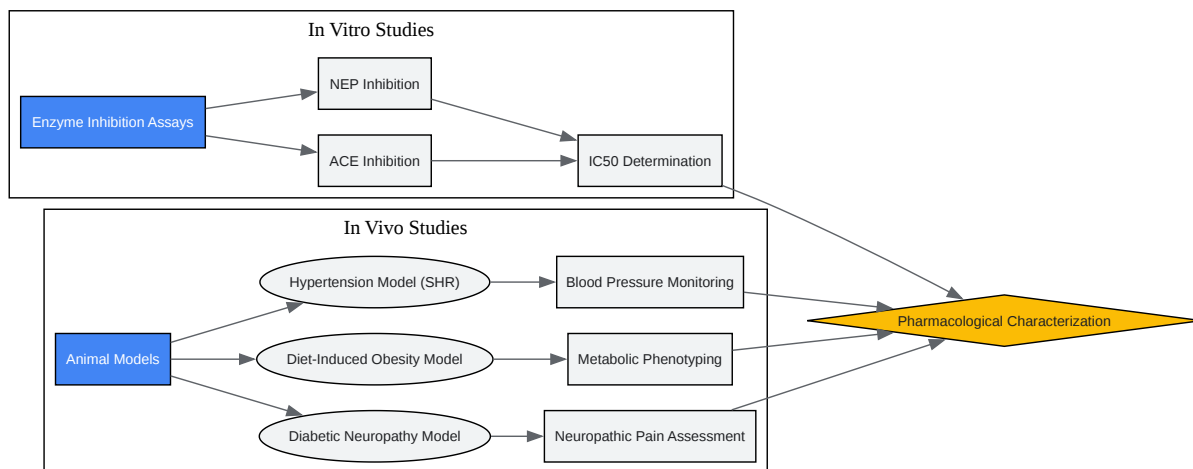 In Vitro Studies
NEP Inhibition
Enzyme Inhibition Assays
ACE Inhibition
IC50 Determination
In Vivo Studies
Hypertension Model (SHR)
Blood Pressure Monitoring
Pharmacological Characterization
Animal Models
Diet-Induced Obesity Model
Metabolic Phenotyping
Diabetic Neuropathy Model
Neuropathic Pain Assessment